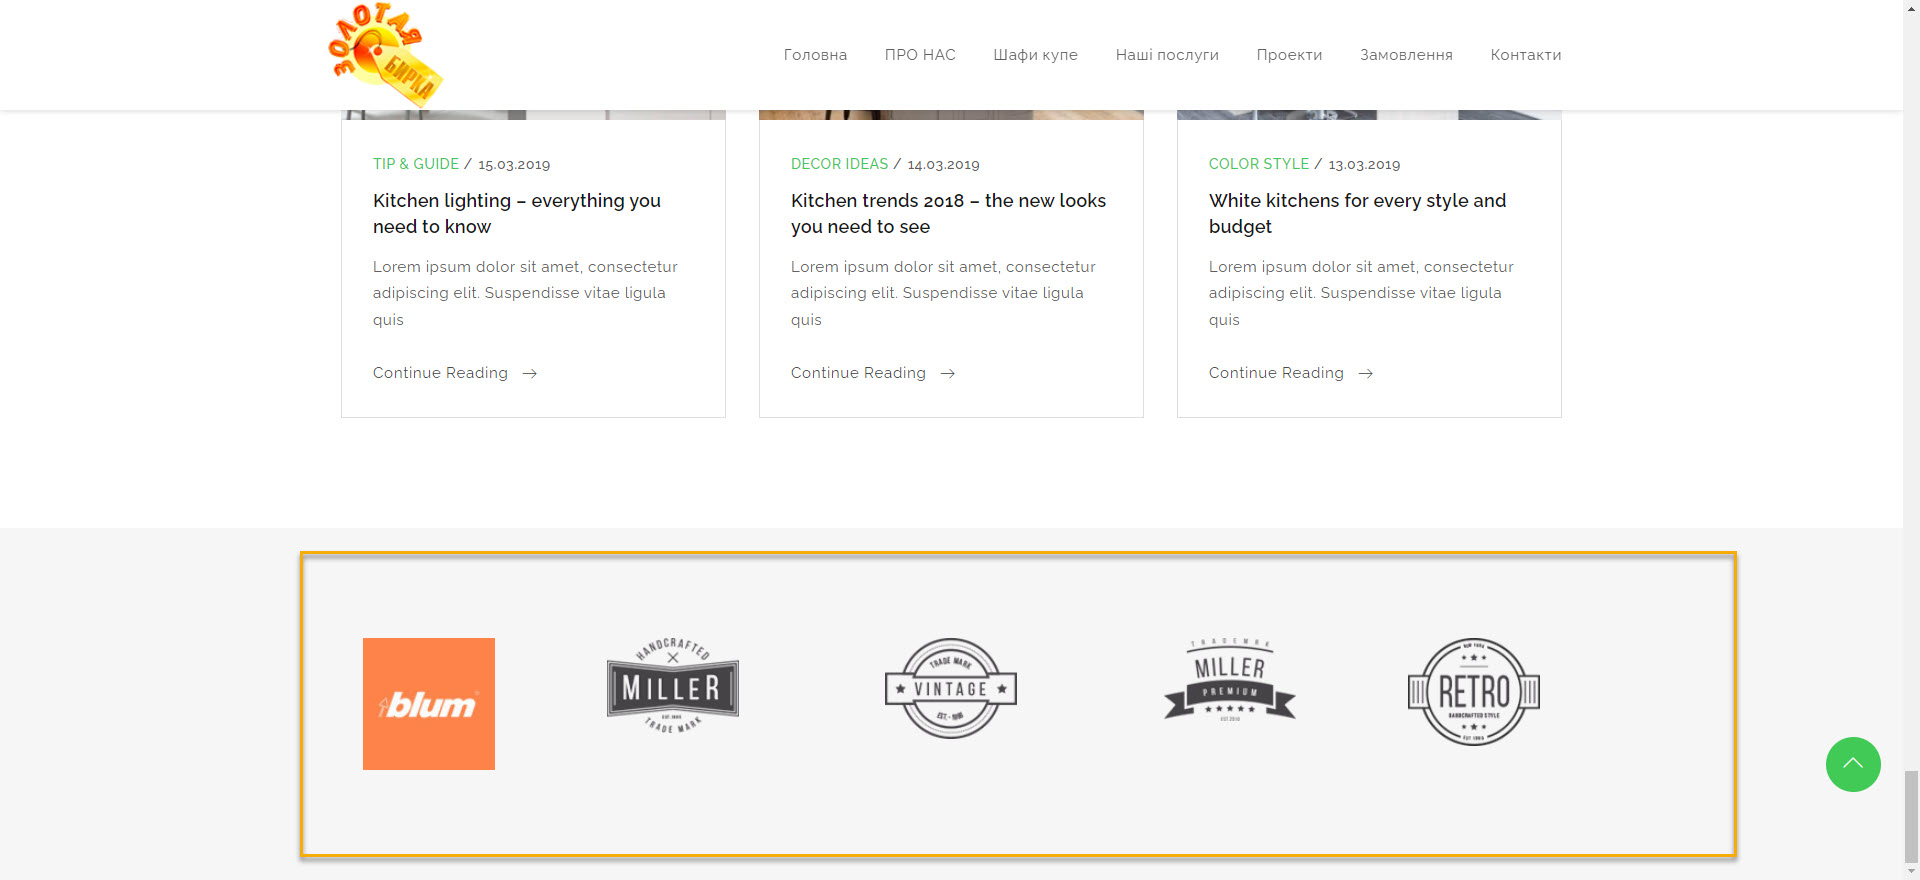 ЗОЛОТАЯ
БИРКА
Головна
ПРО НАС
Шафи купе
Наші послуги
Проекти
Замовлення
Контакти
TIP & GUIDE / 15.03.2019
Kitchen lighting – everything you
need to know
Lorem ipsum dolor sit amet, consectetur
adipiscing elit. Suspendisse vitae ligula
quis
Continue Reading
DECOR IDEAS / 14.03.2019
Kitchen trends 2018 – the new looks
you need to see
Lorem ipsum dolor sit amet, consectetur
adipiscing elit. Suspendisse vitae ligula
quis
Continue Reading
COLOR STYLE / 13.03.2019
White kitchens for every style and
budget
Lorem ipsum dolor sit amet, consectetur
adipiscing elit. Suspendisse vitae ligula
quis
Continue Reading
blum
HANDCRAFTED
MILLER
TRADE MARK
TRADE MARK
VINTAGE
TRADEMRK
MILLER
PREMIUM
EST.2010
NEW YORK
RETRO
HANDCRAFTED STYLE